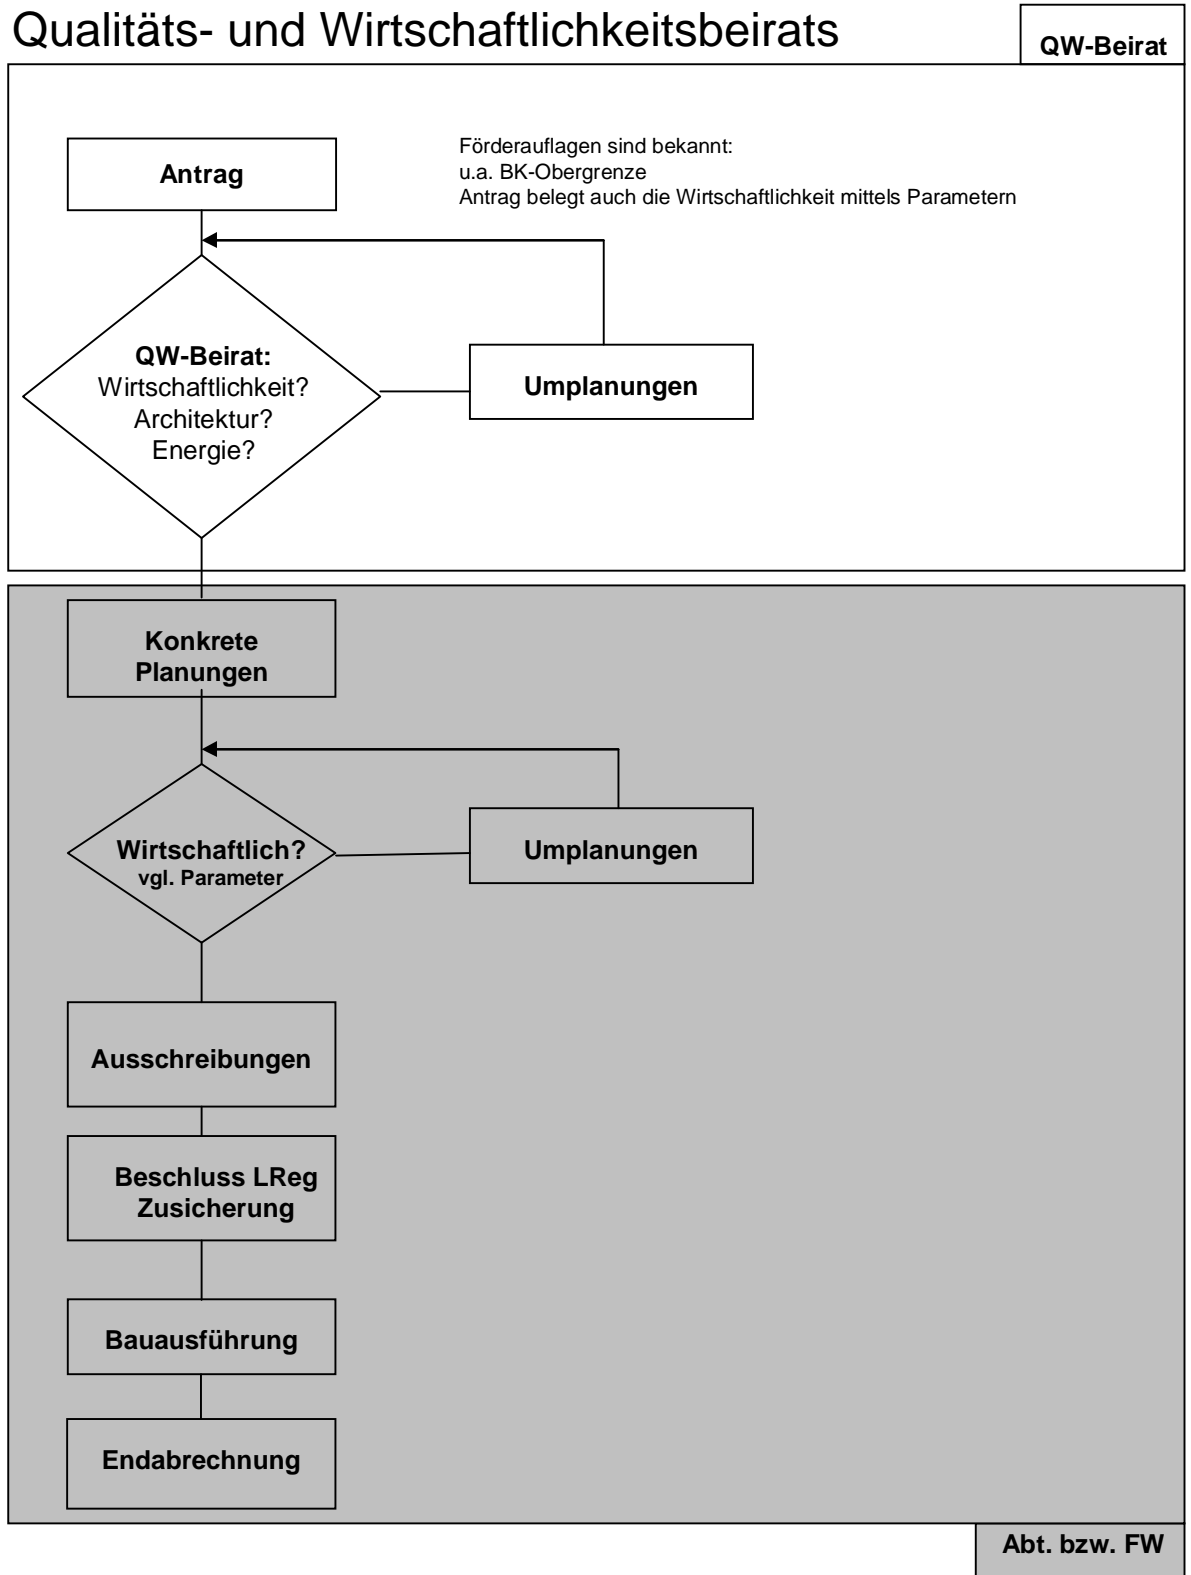 Qualitäts- und Wirtschaftlichkeitsbeirats
QW-Beirat
Antrag
Förderauflagen sind bekannt:
u.a. BK-Obergrenze
Antrag belegt auch die Wirtschaftlichkeit mittels Parametern
QW-Beirat:
Wirtschaftlichkeit?
Architektur?
Energie?
Umplanungen
Konkrete
Planungen
Wirtschaftlich?
vgl. Parameter
Umplanungen
Ausschreibungen
Beschluss LReg
Zusicherung
Bauausführung
Endabrechnung
Abt. bzw. FW